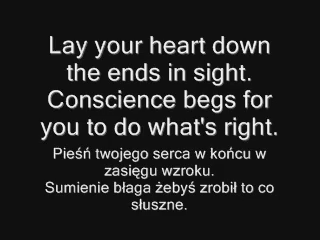 Lay your heart down
the ends in sight.
Conscience begs for
you to do what's right.
Pieśń twojego serca w końcu w
zasięgu wzroku.
Sumienie błaga żebyś zrobił to co
słuszne.